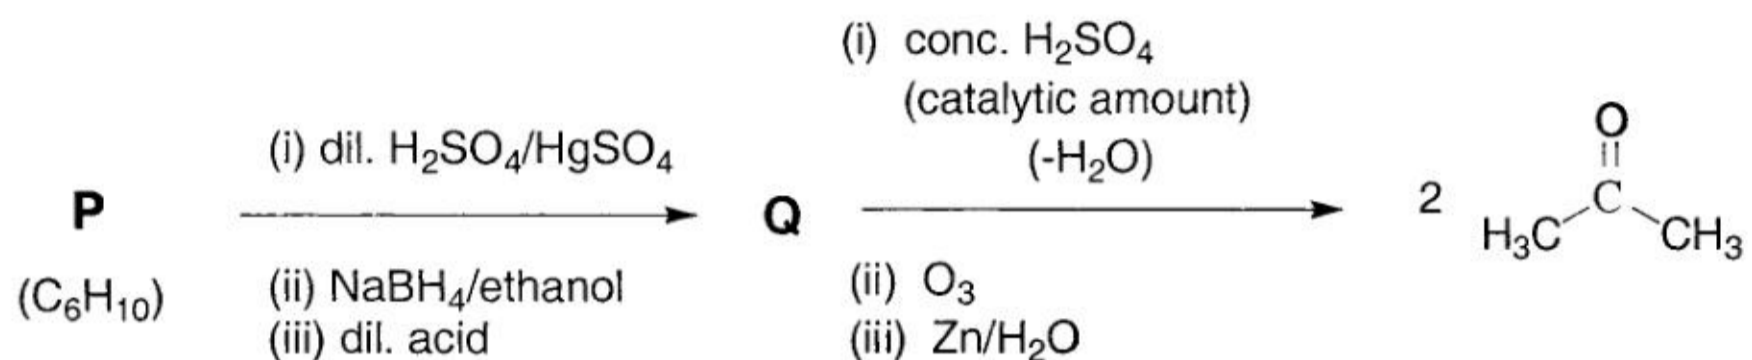 (i) conc. H₂SO₄
(catalytic amount)
(-H₂O)
(i) dil. H₂SO₄/HgSO₄
P
(C₆H₁₀)
(ii) NaBH₄/ethanol
(iii) dil. acid
Q
(ii) O₃
(iii) Zn/H₂O
2
O
C
H₃C
CH₃